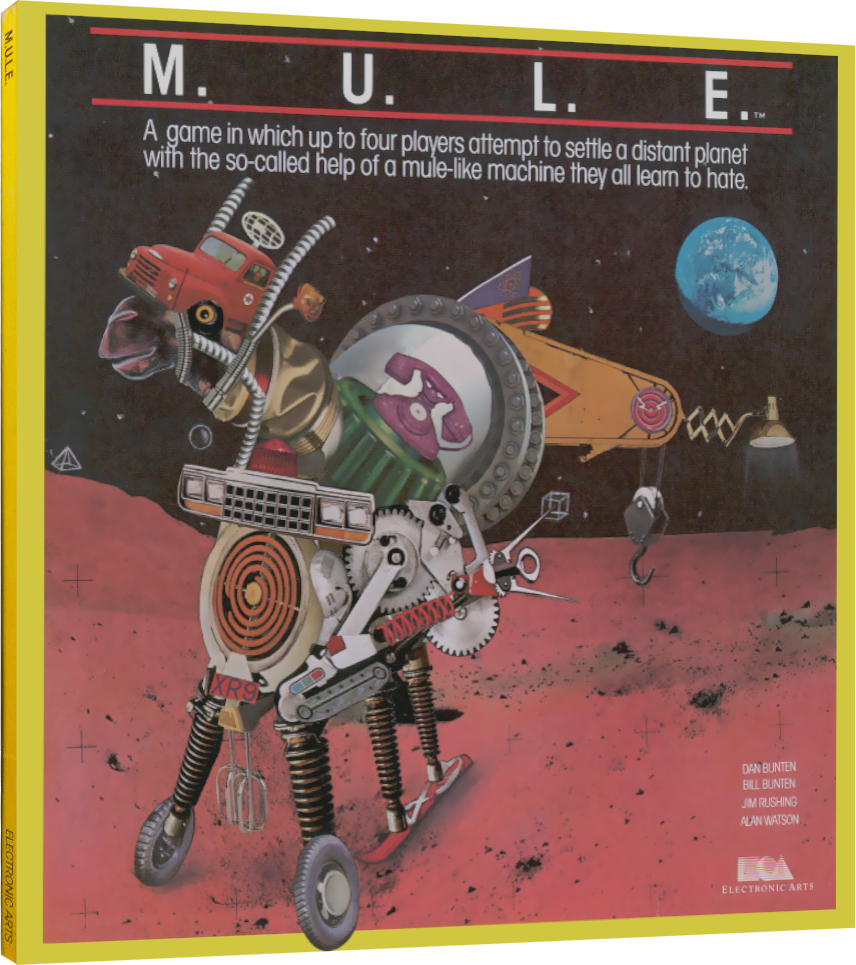 M.U.L.E.
M. U. L. E.™
A game in which up to four players attempt to settle a distant planet
with the so-called help of a mule-like machine they all learn to hate.
XR9
DAN BUNTEN
BILL BUNTEN
JIM RUSHING
ALAN WATSON
ELECTRONIC ARTS
ELECTRONIC ARTS